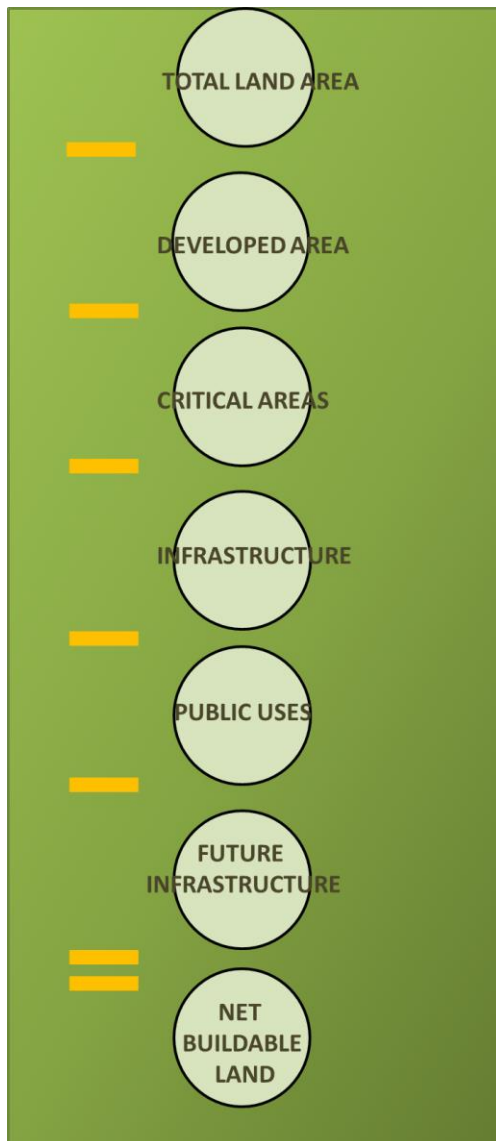 TOTAL LAND AREA
DEVELOPED AREA
CRITICAL AREAS
INFRASTRUCTURE
PUBLIC USES
FUTURE
INFRASTRUCTURE
NET
BUILDABLE
LAND